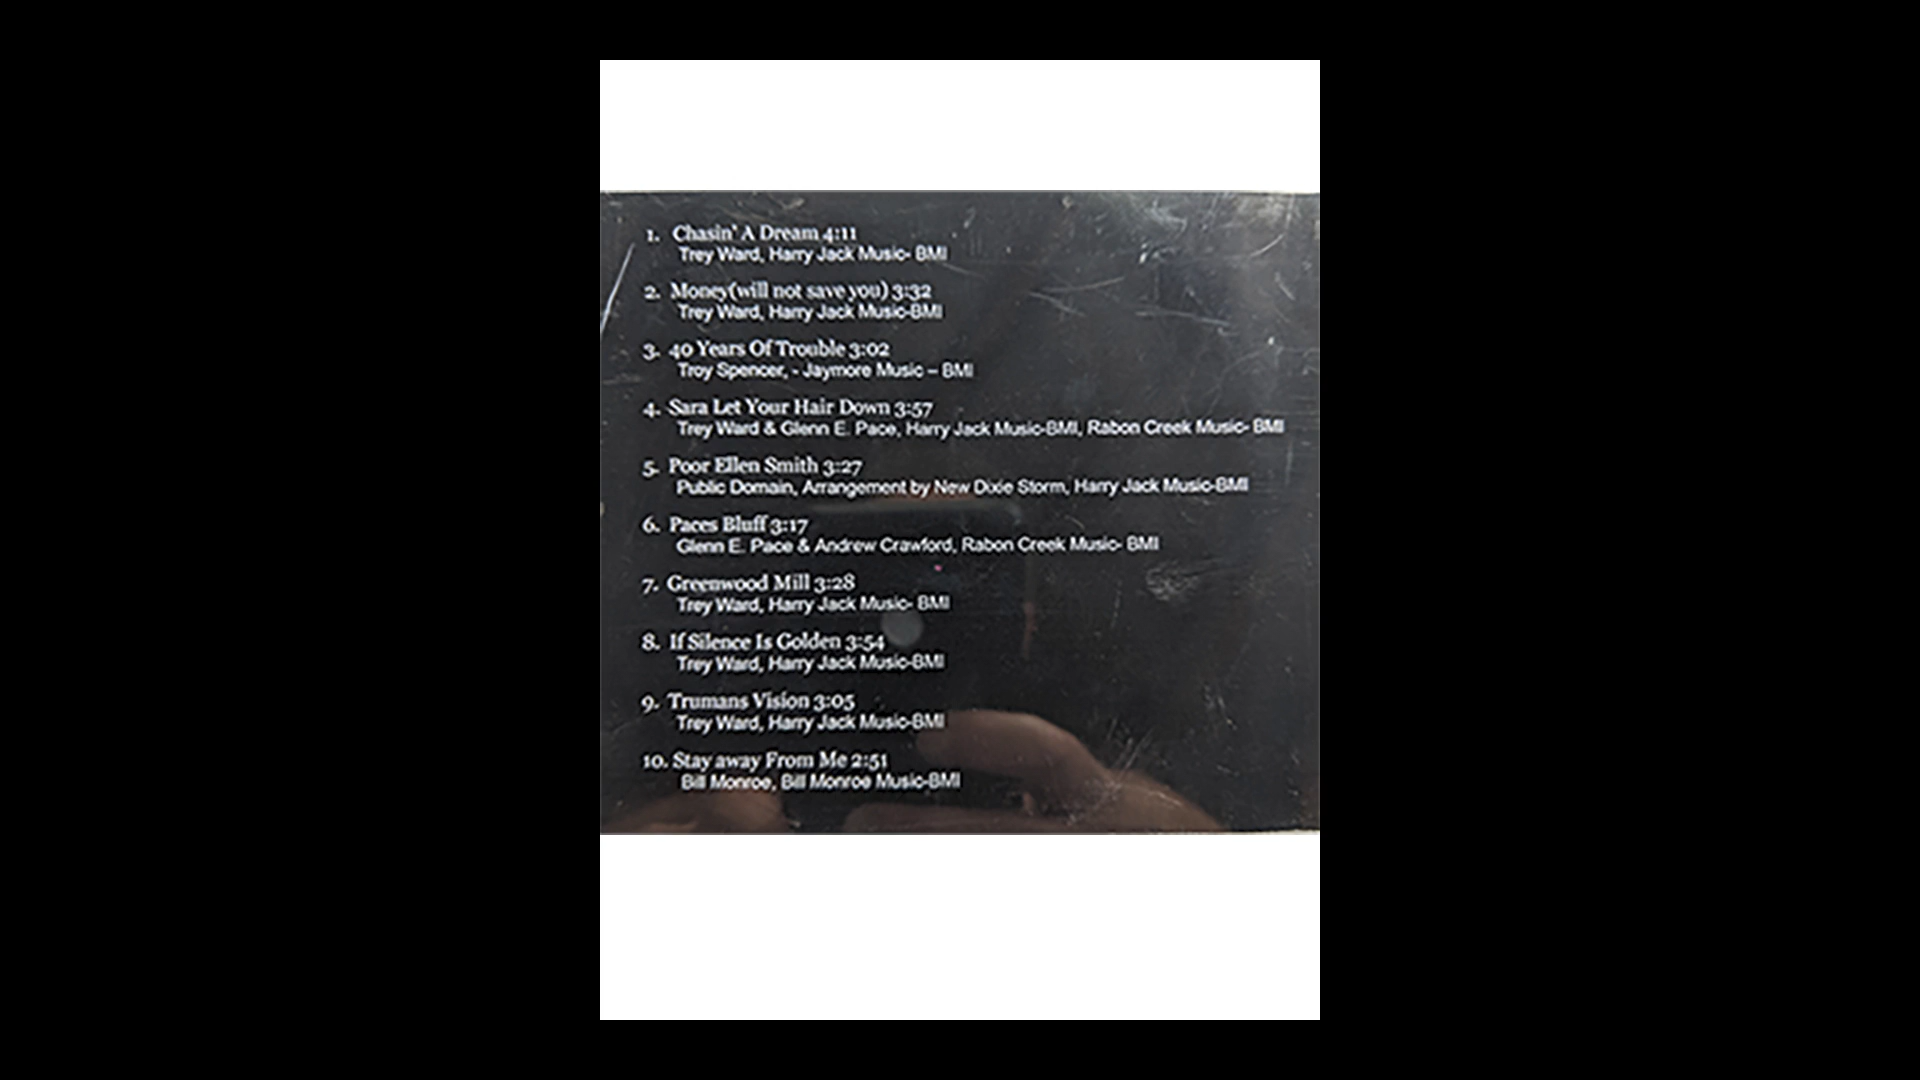 1. Chasin' A Dream 4:11
Trey Ward, Harry Jack Music- BMI
2. Money(will not save you) 3:32
Trey Ward, Harry Jack Music-BMI
3. 40 Years Of Trouble 3:02
Troy Spencer, - Jaymore Music – BMI
4. Sara Let Your Hair Down 3:57
Trey Ward & Glenn E. Pace, Harry Jack Music-BMI, Rabon Creek Music- BMI
5. Poor Ellen Smith 3:27
Public Domain, Arrangement by New Dixie Storm, Harry Jack Music-BMI
6. Paces Bluff 3:17
Glenn E. Pace & Andrew Crawford, Rabon Creek Music- BMI
7. Greenwood Mill 3:28
Trey Ward, Harry Jack Music- BMI
8. If Silence Is Golden 3:54
Trey Ward, Harry Jack Music-BMI
9. Trumans Vision 3:05
Trey Ward, Harry Jack Music-BMI
10. Stay away From Me 2:51
Bill Monroe, Bill Monroe Music-BMI